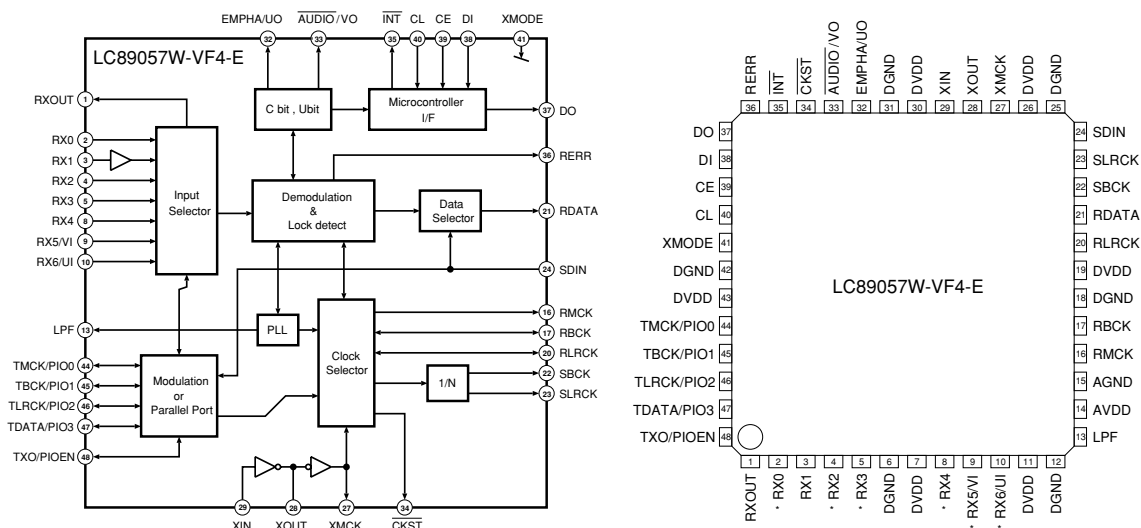 EMPHA/UO
AUDIO/VO
INT
CL
CE
DI
XMODE
32
33
35
40
39
38
41
LC89057W-VF4-E
RXOUT 1
C bit , Ubit
Microcontroller
I/F
37 DO
RX0 2
RX1 3
RX2 4
RX3 5
RX4 8
RX5/VI 9
RX6/UI 10
Input
Selector
36 RERR
Demodulation
&
Lock detect
Data
Selector
21 RDATA
24 SDIN
LPF 13
PLL
16 RMCK
17 RBCK
20 RLRCK
22 SBCK
23 SLRCK
Clock
Selector
1/N
TMCK/PIO0 44
TBCK/PIO1 45
TLRCK/PIO2 46
TDATA/PIO3 47
TXO/PIOEN 48
Modulation
or
Parallel Port
29
28
27
34
XIN
XOUT
XMCK
CKST
RERR
INT
CKST
AUDIO/VO
EMPHA/UO
DGND
DVDD
XIN
XOUT
XMCK
DVDD
DGND
36
35
34
33
32
31
30
29
28
27
26
25
DO 37
DI 38
CE 39
CL 40
XMODE 41
DGND 42
DVDD 43
TMCK/PIO0 44
TBCK/PIO1 45
TLRCK/PIO2 46
TDATA/PIO3 47
TXO/PIOEN 48
LC89057W-VF4-E
24 SDIN
23 SLRCK
22 SBCK
21 RDATA
20 RLRCK
19 DVDD
18 DGND
17 RBCK
16 RMCK
15 AGND
14 AVDD
13 LPF
1
2
3
4
5
6
7
8
9
10
11
12
RXOUT
* RX0
RX1
* RX2
* RX3
DGND
DVDD
* RX4
* RX5/VI
* RX6/UI
DVDD
DGND